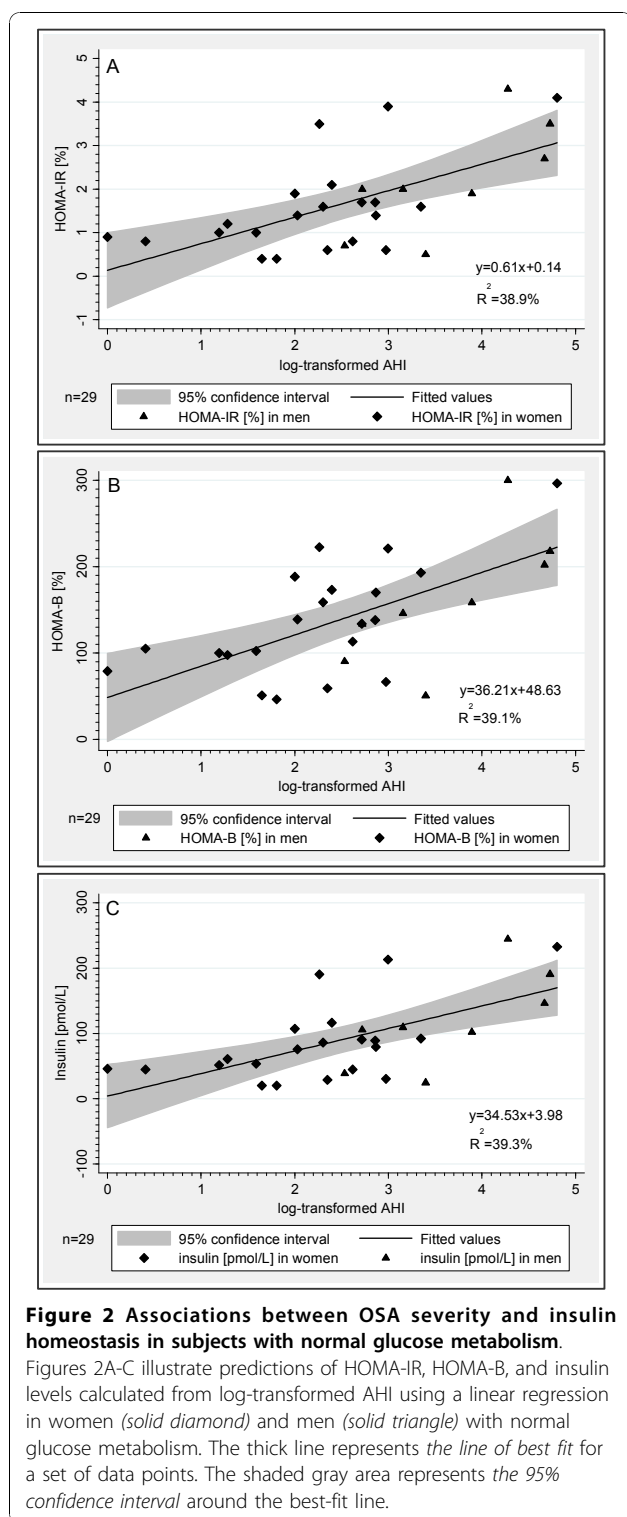 A
5
4
3
2
1
0
-1
HOMA-IR [%]
y=0.61x+0.14
2
R =38.9%
0 1 2 3 4 5
log-transformed AHI
n=29
95% confidence interval Fitted values
HOMA-IR [%] in men HOMA-IR [%] in women
B
300
200
100
0
HOMA-B [%]
y=36.21x+48.63
2
R =39.1%
0 1 2 3 4 5
log-transformed AHI
n=29
95% confidence interval Fitted values
HOMA-B [%] in men HOMA-B [%] in women
C
300
200
100
0
-100
Insulin [pmol/L]
y=34.53x+3.98
2
R =39.3%
0 1 2 3 4 5
log-transformed AHI
n=29
95% confidence interval Fitted values
insulin [pmol/L] in women insulin [pmol/L] in men
Figure 2 Associations between OSA severity and insulin
homeostasis in subjects with normal glucose metabolism.
Figures 2A-C illustrate predictions of HOMA-IR, HOMA-B, and insulin
levels calculated from log-transformed AHI using a linear regression
in women (solid diamond) and men (solid triangle) with normal
glucose metabolism. The thick line represents the line of best fit for
a set of data points. The shaded gray area represents the 95%
confidence interval around the best-fit line.